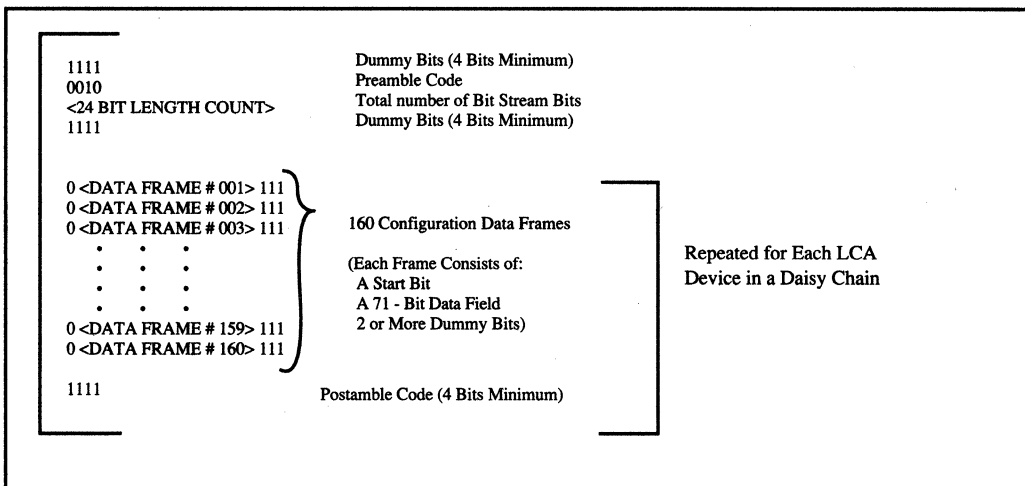 1111 Dummy Bits (4 Bits Minimum)
0010 Preamble Code
<24 BIT LENGTH COUNT> Total number of Bit Stream Bits
1111 Dummy Bits (4 Bits Minimum)
0 <DATA FRAME # 001> 111
0 <DATA FRAME # 002> 111
0 <DATA FRAME # 003> 111
160 Configuration Data Frames
(Each Frame Consists of:
A Start Bit
A 71 - Bit Data Field
2 or More Dummy Bits)
0 <DATA FRAME # 159> 111
0 <DATA FRAME # 160> 111
1111 Postamble Code (4 Bits Minimum)
Repeated for Each LCA
Device in a Daisy Chain